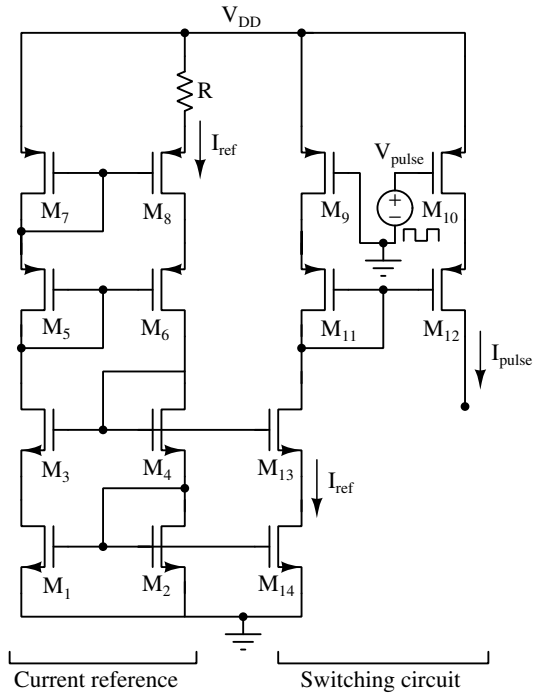 V_DD
R
I_ref
V_pulse
M_7
M_8
M_9
M_10
M_5
M_6
M_11
M_12
I_pulse
M_3
M_4
M_13
I_ref
M_1
M_2
M_14
Current reference
Switching circuit